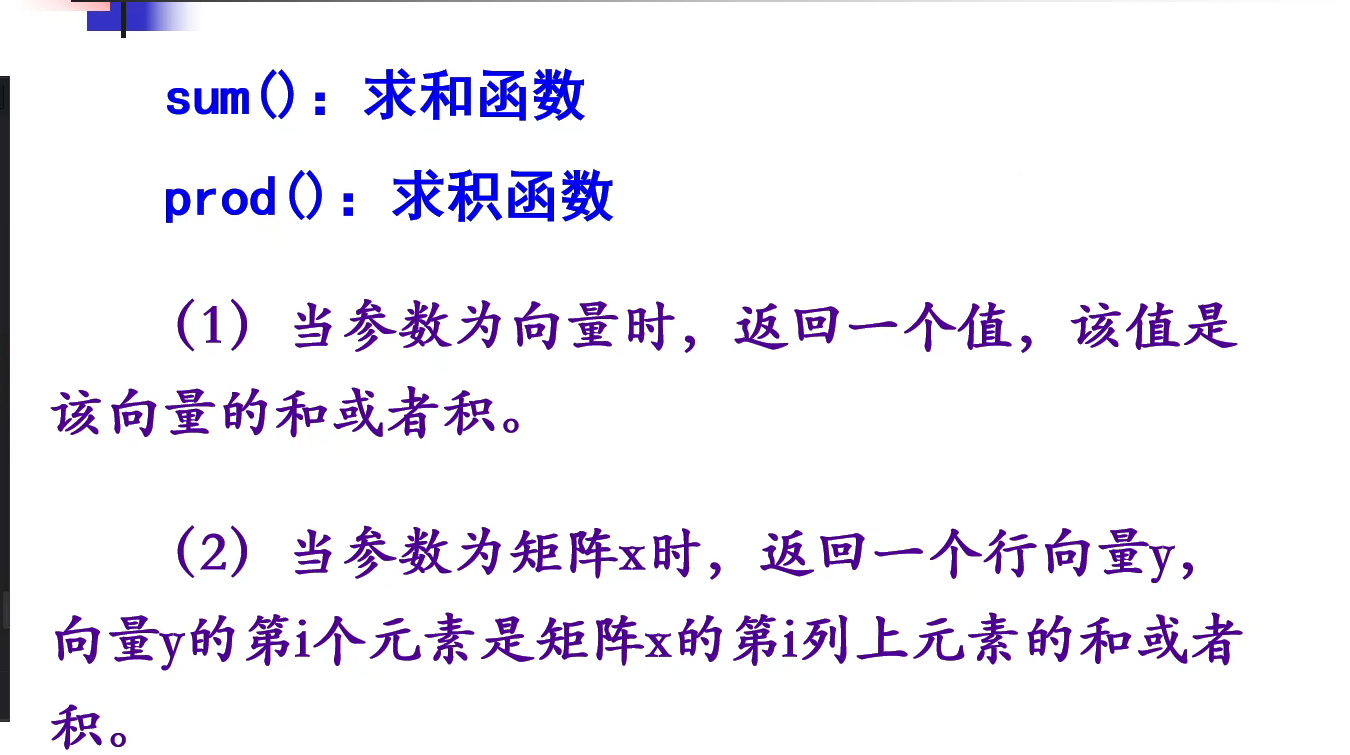 sum()：求和函数
prod()：求积函数
（1）当参数为向量时，返回一个值，该值是
该向量的和或者积。
（2）当参数为矩阵x时，返回一个行向量y，
向量y的第i个元素是矩阵x的第i列上元素的和或者
积。